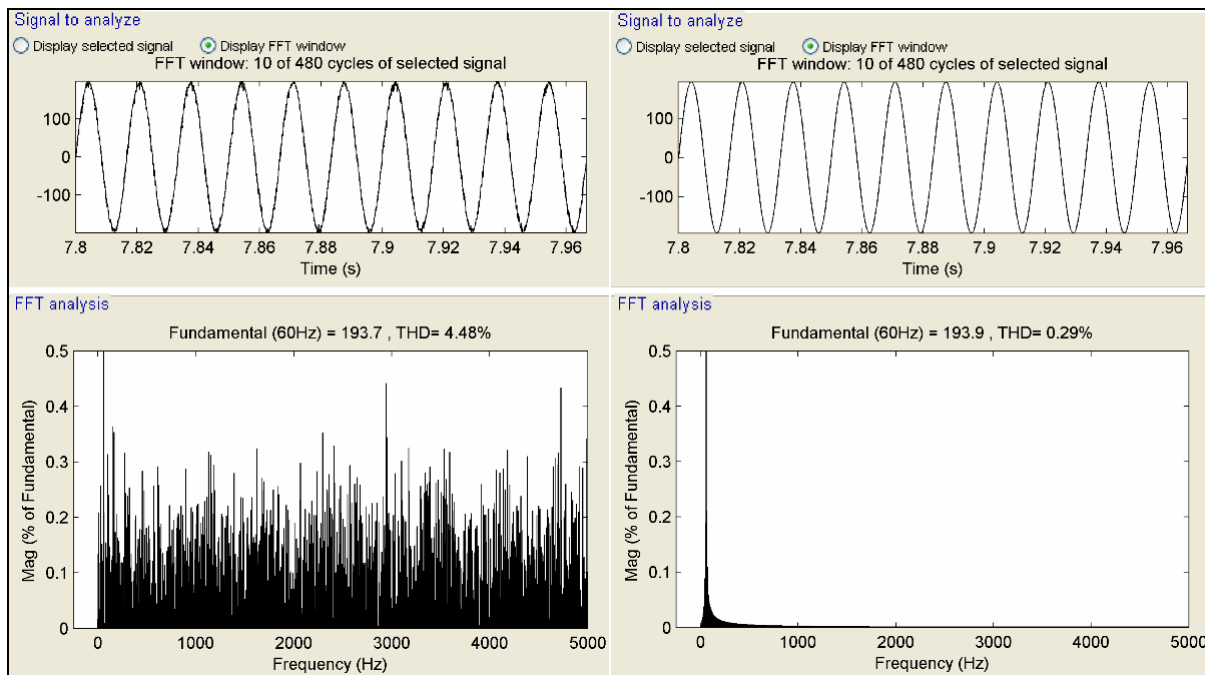 Signal to analyze
Display selected signal Display FFT window
FFT window: 10 of 480 cycles of selected signal
100
0
-100
7.8 7.82 7.84 7.86 7.88 7.9 7.92 7.94 7.96
Time (s)
FFT analysis
Fundamental (60Hz) = 193.7 , THD= 4.48%
0.5
0.4
0.3
0.2
0.1
0
Mag (% of Fundamental)
0 1000 2000 3000 4000 5000
Frequency (Hz)
Signal to analyze
Display selected signal Display FFT window
FFT window: 10 of 480 cycles of selected signal
100
0
-100
7.8 7.82 7.84 7.86 7.88 7.9 7.92 7.94 7.96
Time (s)
FFT analysis
Fundamental (60Hz) = 193.9 , THD= 0.29%
0.5
0.4
0.3
0.2
0.1
0
Mag (% of Fundamental)
0 1000 2000 3000 4000 5000
Frequency (Hz)